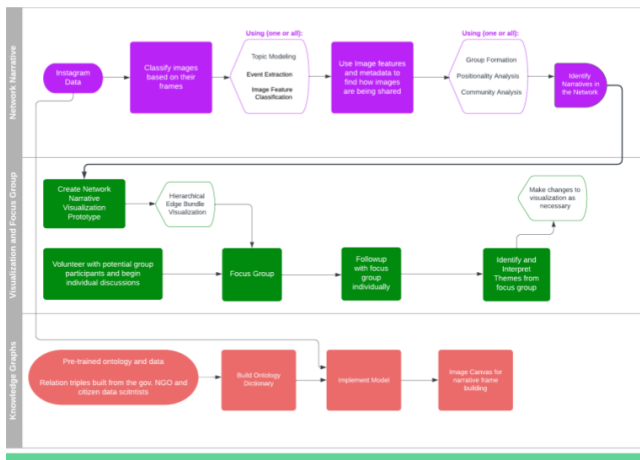 Network Narrative
Instagram
Data
Classify images
based on their
frames
Using (one or all):
Topic Modeling
Event Extraction
Image Feature
Classification
Use Image features
and metadata to
find how images
are being shared
Using (one or all):
Group Formation
Positionality Analysis
Community Analysis
Identify
Narratives in
the Network
Visualization and Focus Group
Create Network
Narrative
Visualization
Prototype
Hierarchical
Edge Bundle
Visualization
Make changes to
visualization as
necessary
Volunteer with potential group
participants and begin
individual discussions
Focus Group
Followup
with focus
group
individually
Identify and
Interpret
Themes from
focus group
Knowledge Graphs
Pre-trained ontology and data
Relation triples built from the gov. NGO and
citizen data scitntists
Build Ontology
Dictionary
Implement Model
Image Canvas for
narrative frame
building